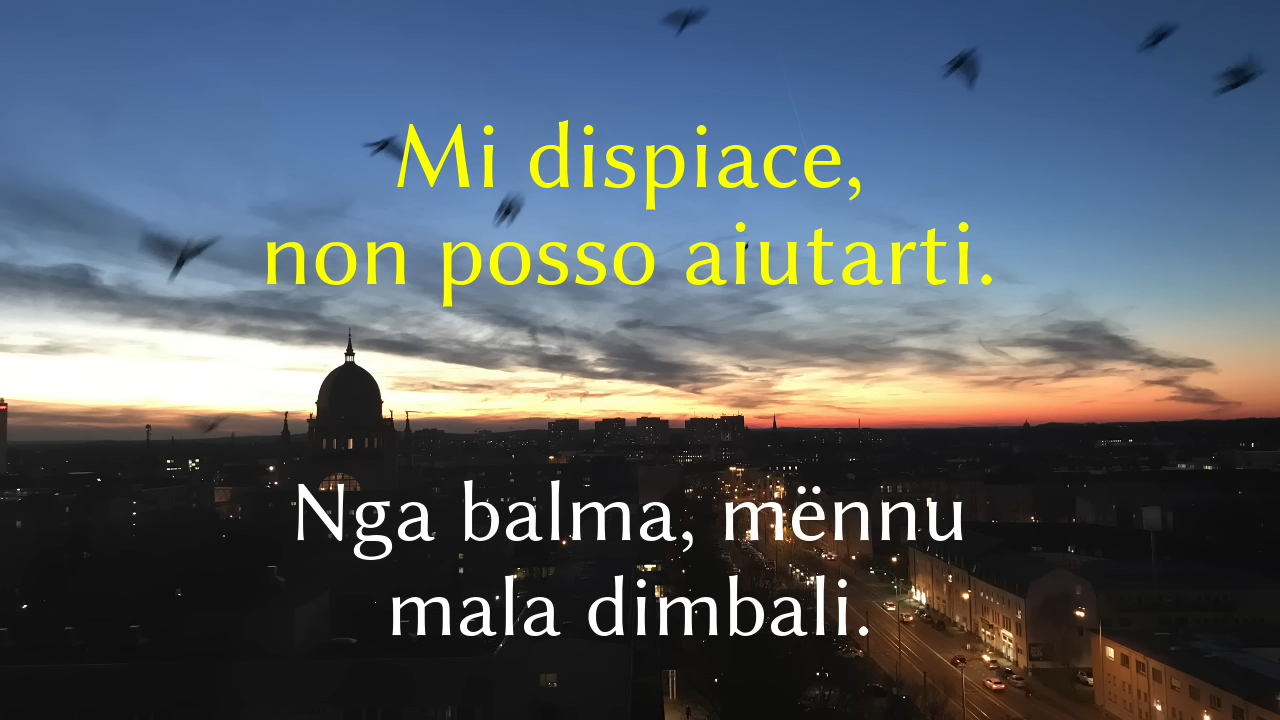 Mi dispiace,
non posso aiutarti.
Nga balma, mënnu
mala dimbali.